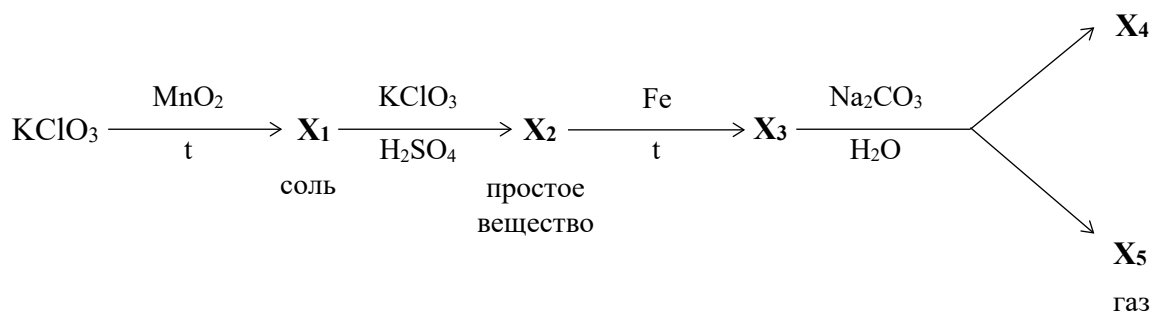 X₄
MnO₂ KClO₃ Fe Na₂CO₃
KClO₃ X₁ X₂ X₃
t H₂SO₄ t H₂O
соль простое
вещество
X₅
газ